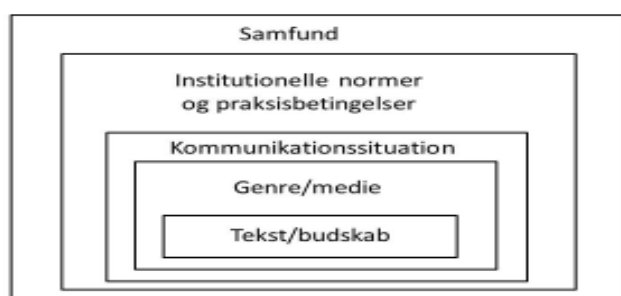 Samfund
Institutionelle normer
og praksisbetingelser
Kommunikationssituation
Genre/medie
Tekst/budskab